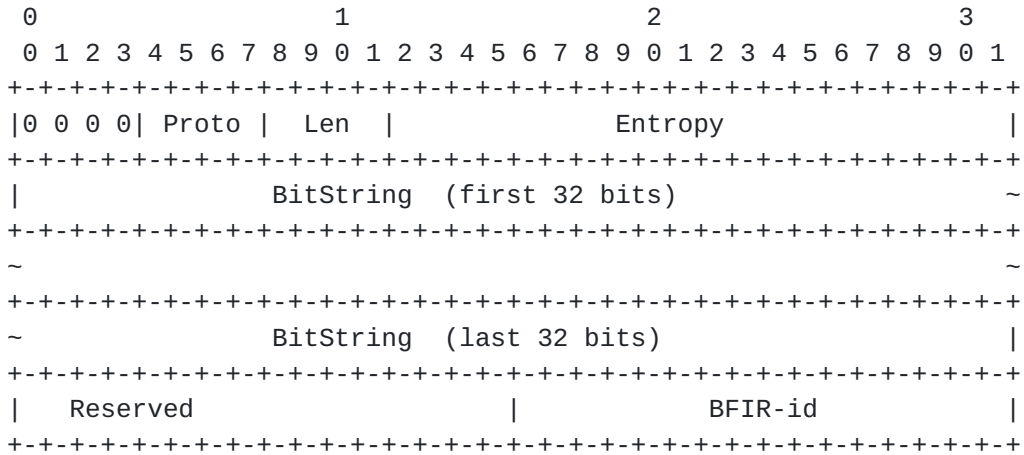 0                   1                   2                   3
 0 1 2 3 4 5 6 7 8 9 0 1 2 3 4 5 6 7 8 9 0 1 2 3 4 5 6 7 8 9 0 1
+-+-+-+-+-+-+-+-+-+-+-+-+-+-+-+-+-+-+-+-+-+-+-+-+-+-+-+-+-+-+-+-+
|0 0 0 0| Proto |  Len  |              Entropy                  |
+-+-+-+-+-+-+-+-+-+-+-+-+-+-+-+-+-+-+-+-+-+-+-+-+-+-+-+-+-+-+-+-+
|                BitString  (first 32 bits)                     ~
+-+-+-+-+-+-+-+-+-+-+-+-+-+-+-+-+-+-+-+-+-+-+-+-+-+-+-+-+-+-+-+-+
~                                                               ~
+-+-+-+-+-+-+-+-+-+-+-+-+-+-+-+-+-+-+-+-+-+-+-+-+-+-+-+-+-+-+-+-+
~                BitString  (last 32 bits)                      |
+-+-+-+-+-+-+-+-+-+-+-+-+-+-+-+-+-+-+-+-+-+-+-+-+-+-+-+-+-+-+-+-+
|   Reserved                    |            BFIR-id            |
+-+-+-+-+-+-+-+-+-+-+-+-+-+-+-+-+-+-+-+-+-+-+-+-+-+-+-+-+-+-+-+-+